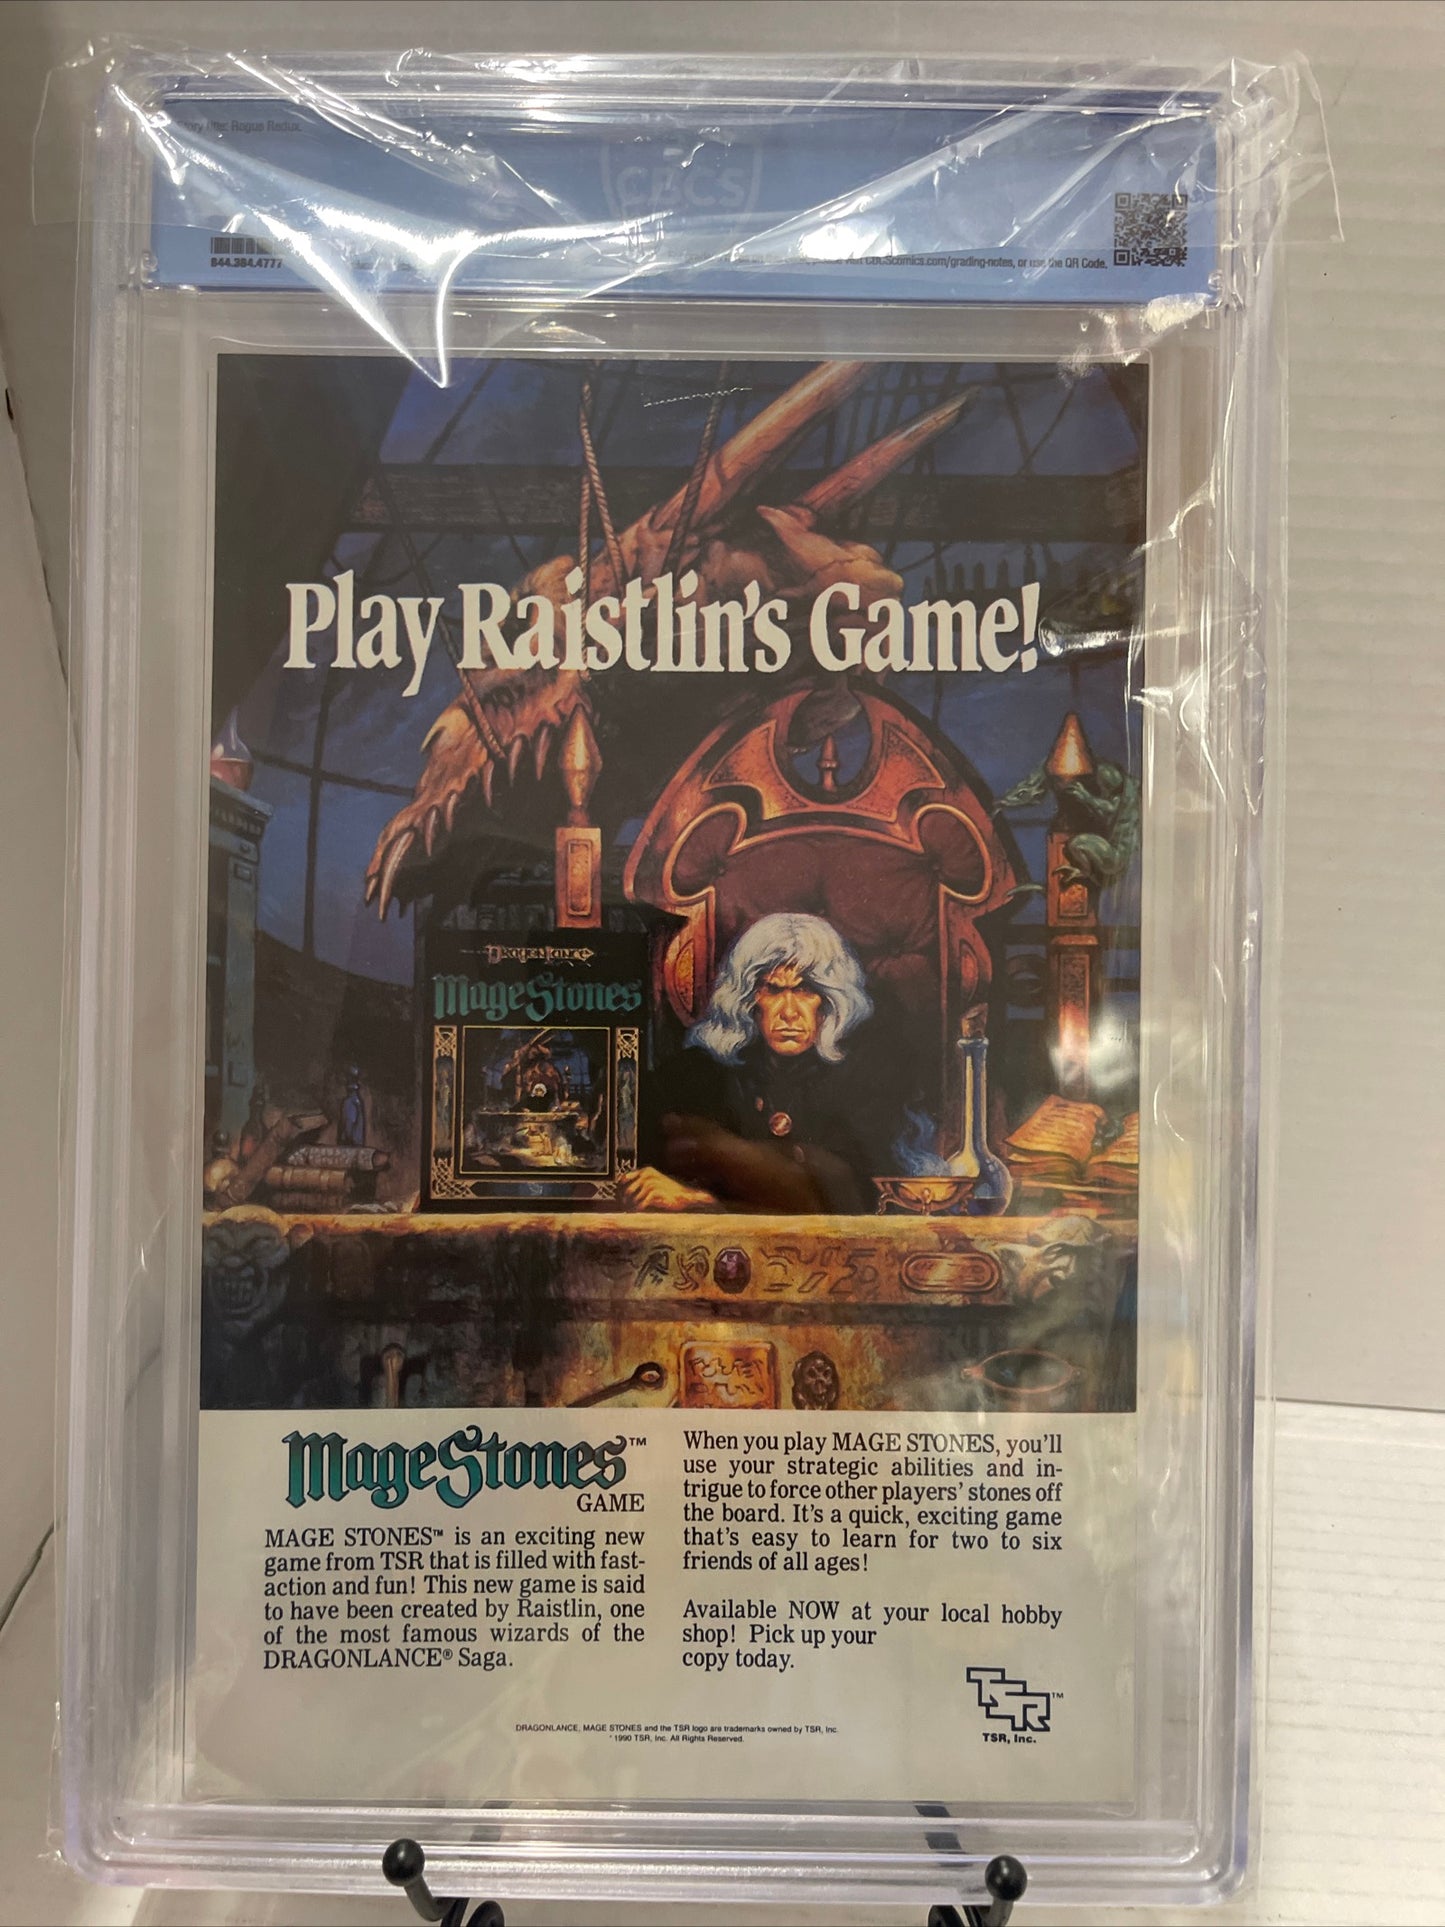 Story title: Rogue Redux.
CBCS
844.384.4777
visit CBCScomics.com/grading-notes, or use the QR Code.
Play Raistlin's Game!
DRAGONLANCE
MageStones
MageStones™
GAME
MAGE STONES™ is an exciting new
game from TSR that is filled with fast-
action and fun! This new game is said
to have been created by Raistlin, one
of the most famous wizards of the
DRAGONLANCE® Saga.
When you play MAGE STONES, you'll
use your strategic abilities and in-
trigue to force other players' stones off
the board. It's a quick, exciting game
that's easy to learn for two to six
friends of all ages!
Available NOW at your local hobby
shop! Pick up your
copy today.
TSR™
TSR, Inc.
DRAGONLANCE, MAGE STONES and the TSR logo are trademarks owned by TSR, Inc.
1990 TSR, Inc. All Rights Reserved.